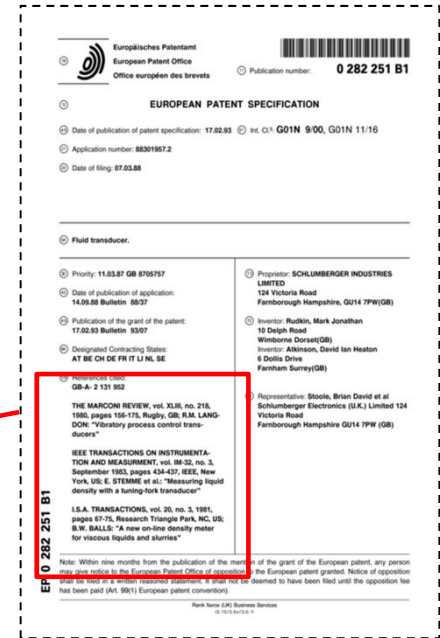 Europäisches Patentamt
European Patent Office
Office européen des brevets
Publication number: 0 282 251 B1
EUROPEAN PATENT SPECIFICATION
Date of publication of patent specification: 17.02.93
Int. Cl.5: G01N 9/00, G01N 11/16
Application number: 88301957.2
Date of filing: 07.03.88
Fluid transducer.
Priority: 11.03.87 GB 8705757
Date of publication of application:
14.09.88 Bulletin 88/37
Publication of the grant of the patent:
17.02.93 Bulletin 93/07
Designated Contracting States:
AT BE CH DE FR IT LI NL SE
References cited:
GB-A- 2 131 952
THE MARCONI REVIEW, vol. XLIII, no. 218,
1980, pages 156-175, Rugby, GB; R.M. LANG-
DON: "Vibratory process control trans-
ducers"
IEEE TRANSACTIONS ON INSTRUMENTA-
TION AND MEASURMENT, vol. IM-32, no. 3,
September 1983, pages 434-437, IEEE, New
York, US; E. STEMME et al.: "Measuring liquid
density with a tuning-fork transducer"
I.S.A. TRANSACTIONS, vol. 20, no. 3, 1981,
pages 67-75, Research Triangle Park, NC, US;
B.W. BALLS: "A new on-line density meter
for viscous liquids and slurries"
Proprietor: SCHLUMBERGER INDUSTRIES
LIMITED
124 Victoria Road
Farnborough Hampshire, GU14 7PW(GB)
Inventor: Rudkin, Mark Jonathan
10 Delph Road
Wimborne Dorset(GB)
Inventor: Atkinson, David Ian Heaton
6 Dollis Drive
Farnham Surrey(GB)
Representative: Stoole, Brian David et al
Schlumberger Electronics (U.K.) Limited 124
Victoria Road
Farnborough Hampshire GU14 7PW (GB)
EP 0 282 251 B1
Note: Within nine months from the publication of the mention of the grant of the European patent, any person
may give notice to the European Patent Office of opposition to the European patent granted. Notice of opposition
shall be filed in a written reasoned statement. It shall not be deemed to have been filed until the opposition fee
has been paid (Art. 99(1) European patent convention).
Rank Xerox (UK) Business Services